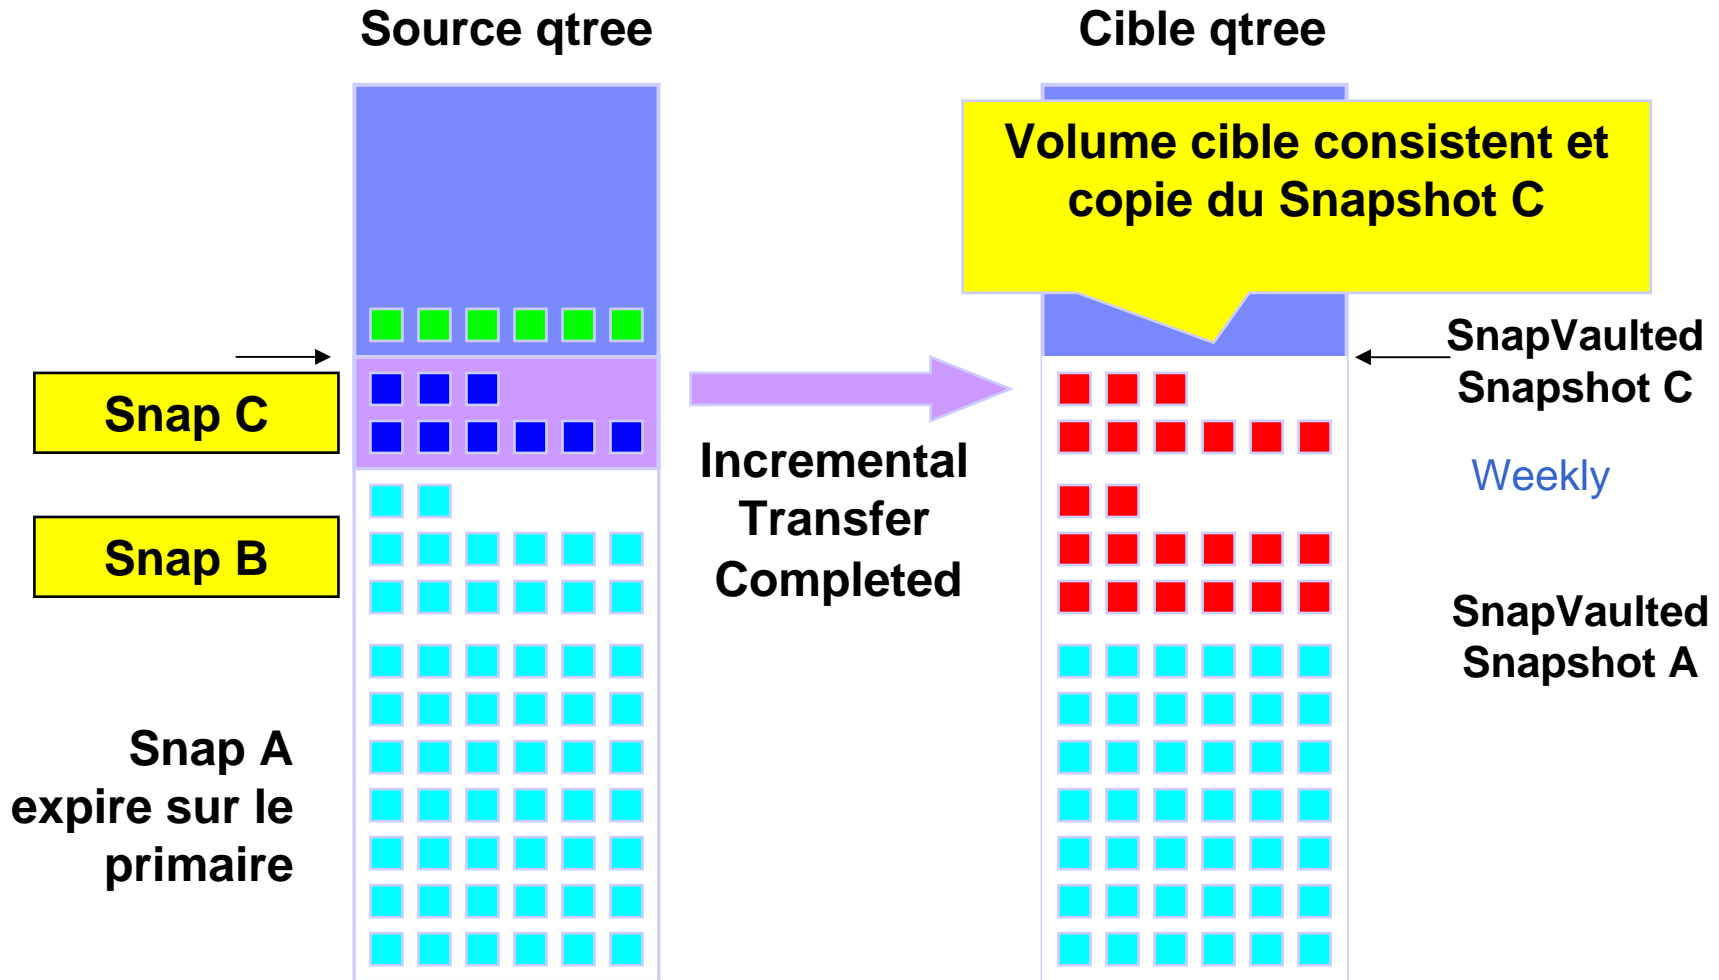 Source qtree
Cible qtree
Volume cible consistent et
copie du Snapshot C
SnapVaulted
Snapshot C
Snap C
Incremental
Transfer
Completed
Weekly
Snap B
SnapVaulted
Snapshot A
Snap A
expire sur le
primaire